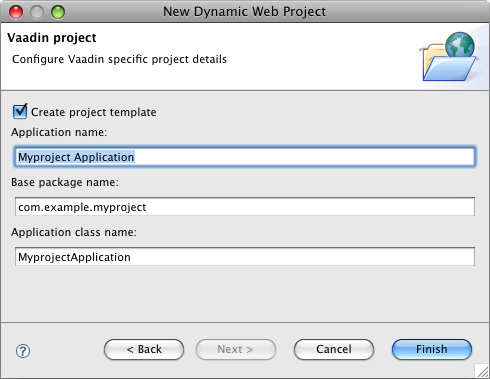 New Dynamic Web Project
Vaadin project
Configure Vaadin specific project details
Create project template
Application name:
Myproject Application
Base package name:
com.example.myproject
Application class name:
MyprojectApplication
? < Back Next > Cancel Finish